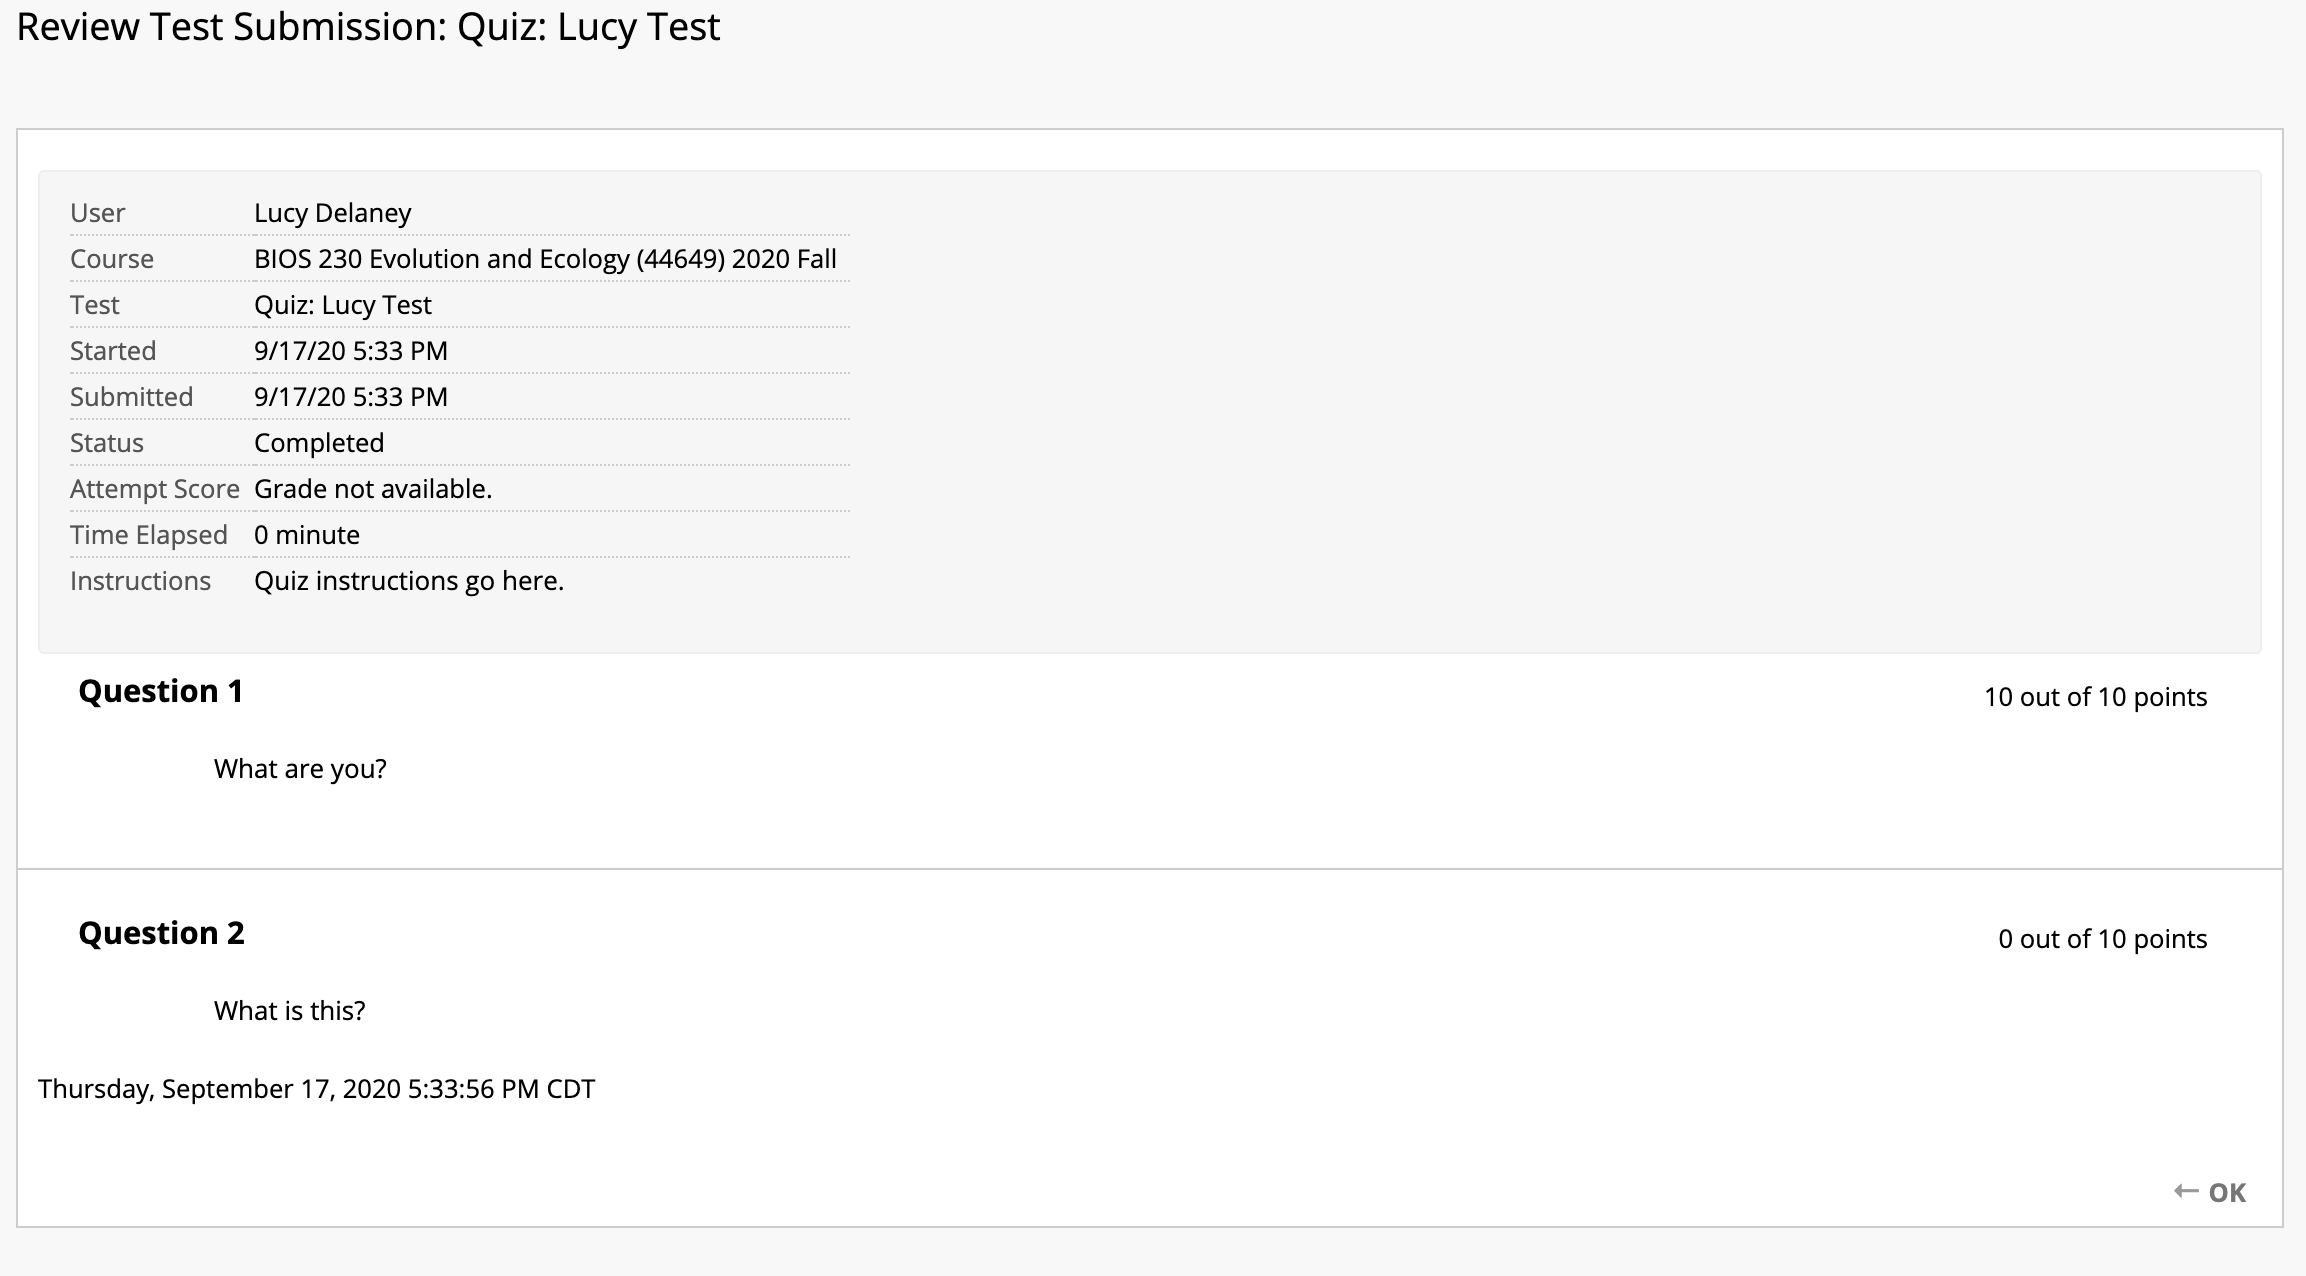 Review Test Submission: Quiz: Lucy Test
User Lucy Delaney
Course BIOS 230 Evolution and Ecology (44649) 2020 Fall
Test Quiz: Lucy Test
Started 9/17/20 5:33 PM
Submitted 9/17/20 5:33 PM
Status Completed
Attempt Score Grade not available.
Time Elapsed 0 minute
Instructions Quiz instructions go here.
Question 1 10 out of 10 points
What are you?
Question 2 0 out of 10 points
What is this?
Thursday, September 17, 2020 5:33:56 PM CDT
← OK